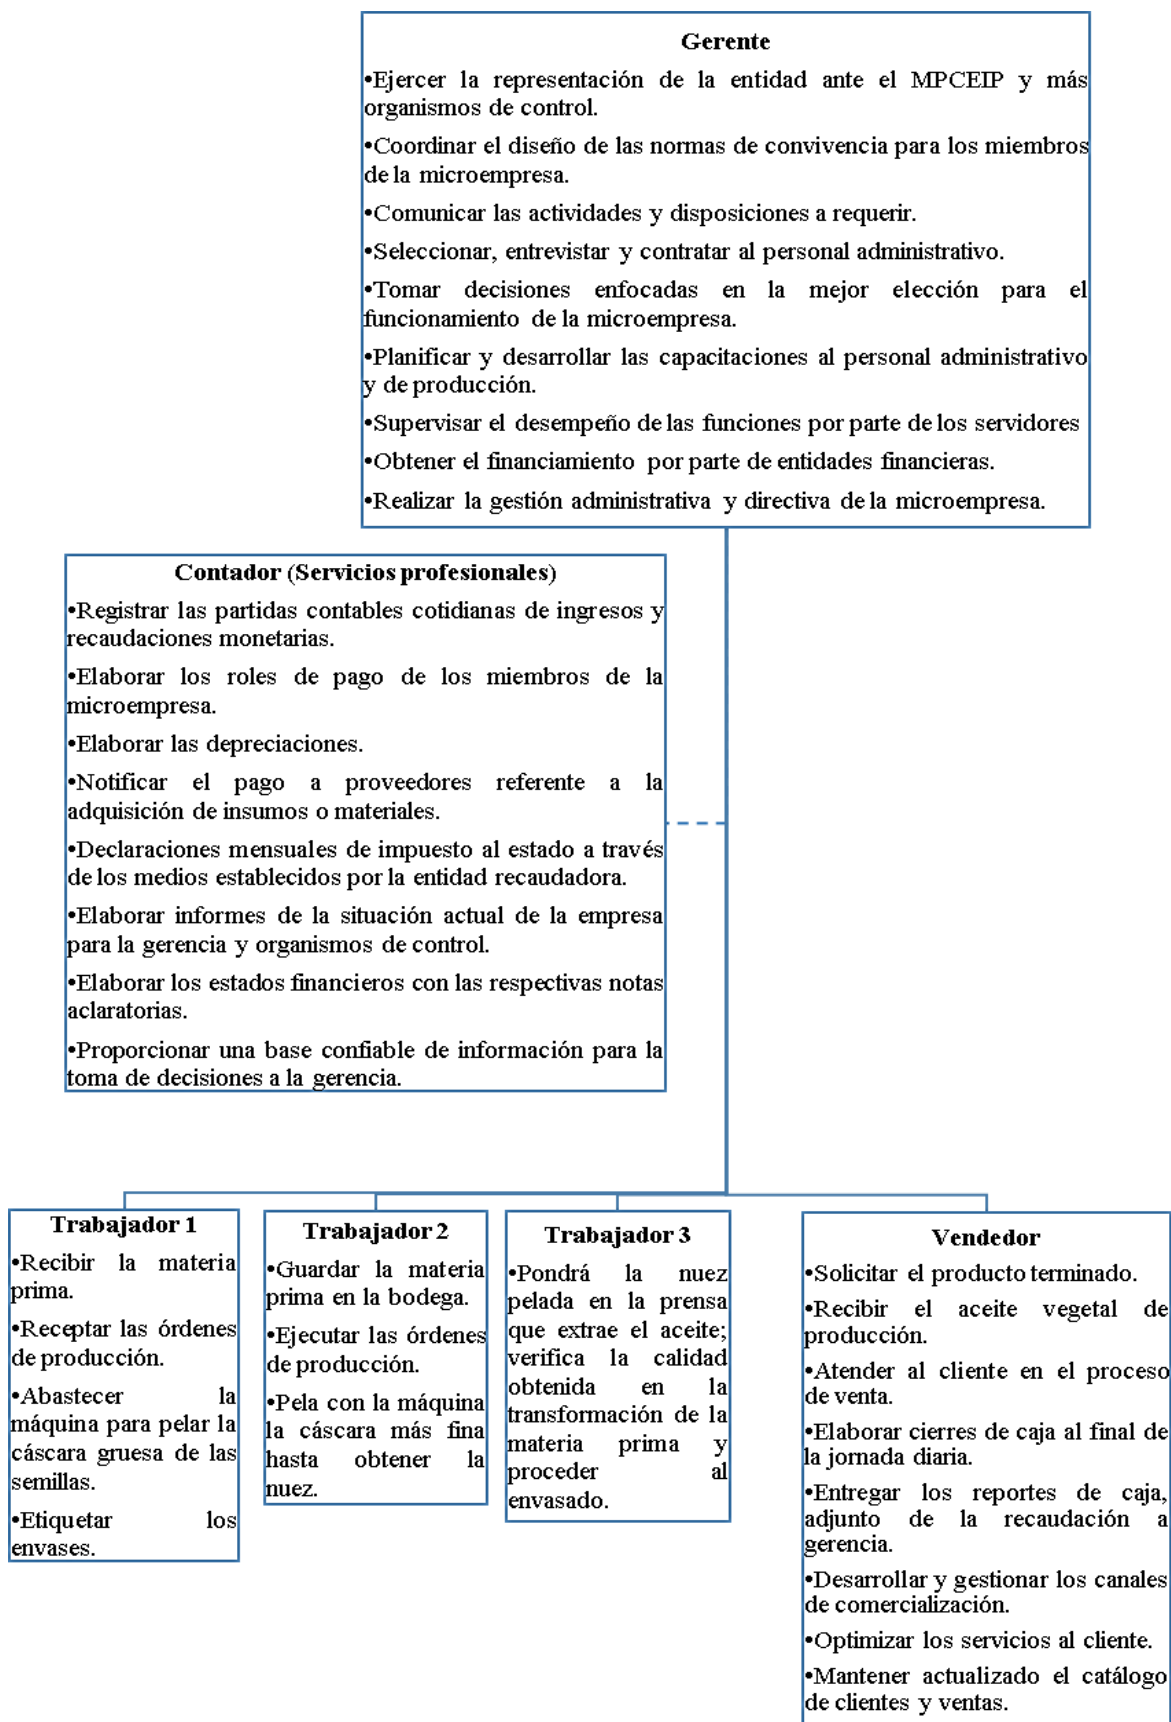 Gerente
•Ejercer la representación de la entidad ante el MPCEIP y más
organismos de control.
•Coordinar el diseño de las normas de convivencia para los miembros
de la microempresa.
•Comunicar las actividades y disposiciones a requerir.
•Seleccionar, entrevistar y contratar al personal administrativo.
•Tomar decisiones enfocadas en la mejor elección para el
funcionamiento de la microempresa.
•Planificar y desarrollar las capacitaciones al personal administrativo
y de producción.
•Supervisar el desempeño de las funciones por parte de los servidores
•Obtener el financiamiento por parte de entidades financieras.
•Realizar la gestión administrativa y directiva de la microempresa.
Contador (Servicios profesionales)
•Registrar las partidas contables cotidianas de ingresos y
recaudaciones monetarias.
•Elaborar los roles de pago de los miembros de la
microempresa.
•Elaborar las depreciaciones.
•Notificar el pago a proveedores referente a la
adquisición de insumos o materiales.
•Declaraciones mensuales de impuesto al estado a través
de los medios establecidos por la entidad recaudadora.
•Elaborar informes de la situación actual de la empresa
para la gerencia y organismos de control.
•Elaborar los estados financieros con las respectivas notas
aclaratorias.
•Proporcionar una base confiable de información para la
toma de decisiones a la gerencia.
Trabajador 1
•Recibir la materia
prima.
•Receptar las órdenes
de producción.
•Abastecer la
máquina para pelar la
cáscara gruesa de las
semillas.
•Etiquetar los
envases.
Trabajador 2
•Guardar la materia
prima en la bodega.
•Ejecutar las órdenes
de producción.
•Pela con la máquina
la cáscara más fina
hasta obtener la
nuez.
Trabajador 3
•Pondrá la nuez
pelada en la prensa
que extrae el aceite;
verifica la calidad
obtenida en la
transformación de la
materia prima y
proceder al
envasado.
Vendedor
•Solicitar el producto terminado.
•Recibir el aceite vegetal de
producción.
•Atender al cliente en el proceso
de venta.
•Elaborar cierres de caja al final de
la jornada diaria.
•Entregar los reportes de caja,
adjunto de la recaudación a
gerencia.
•Desarrollar y gestionar los canales
de comercialización.
•Optimizar los servicios al cliente.
•Mantener actualizado el catálogo
de clientes y ventas.